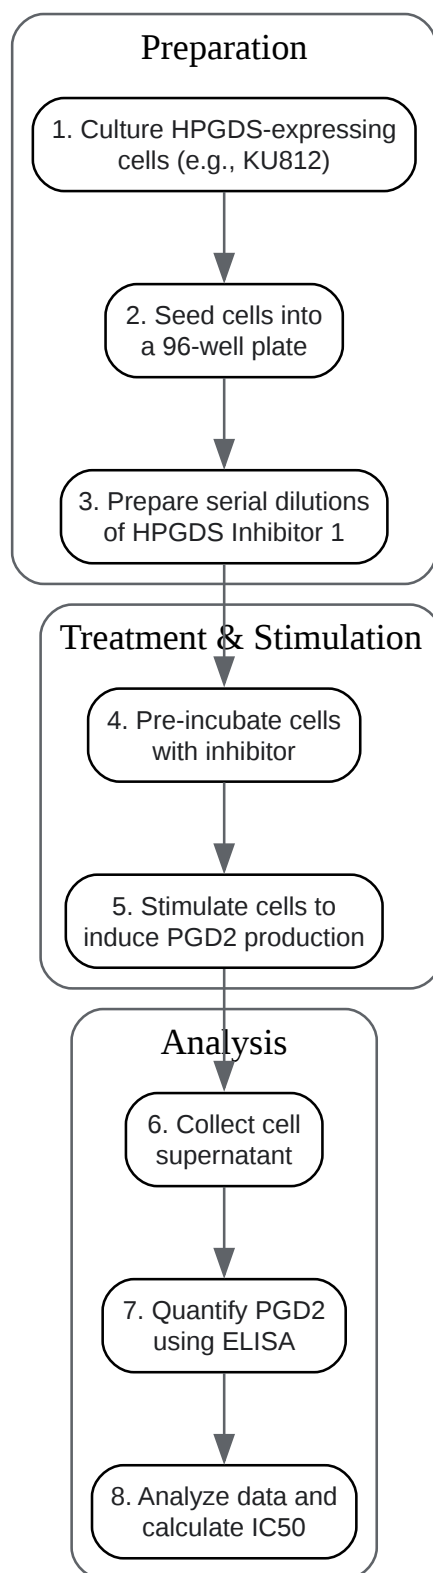 Preparation
1. Culture HPGDS-expressing
cells (e.g., KU812)
2. Seed cells into
a 96-well plate
3. Prepare serial dilutions
of HPGDS Inhibitor 1
Treatment & Stimulation
4. Pre-incubate cells
with inhibitor
5. Stimulate cells to
induce PGD2 production
Analysis
6. Collect cell
supernatant
7. Quantify PGD2
using ELISA
8. Analyze data and
calculate IC50